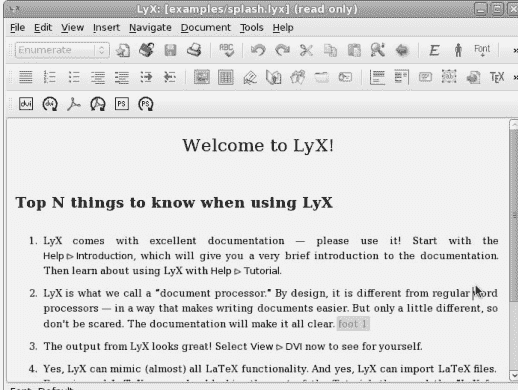 LyX: [examples/splash.lyx] (read only)
File Edit View Insert Navigate Document Tools Help
Enumerate ABC E Font
TEX
dvi dvi PS PS
Welcome to LyX!
Top N things to know when using LyX
1. LyX comes with excellent documentation — please use it! Start with the
Help ▷ Introduction, which will give you a very brief introduction to the documentation.
Then learn about using LyX with Help ▷ Tutorial.
2. LyX is what we call a "document processor." By design, it is different from regular word
processors — in a way that makes writing documents easier. But only a little different, so
don't be scared. The documentation will make it all clear. foot 1
3. The output from LyX looks great! Select View ▷ DVI now to see for yourself.
4. Yes, LyX can mimic (almost) all LaTeX functionality. And yes, LyX can import LaTeX files.